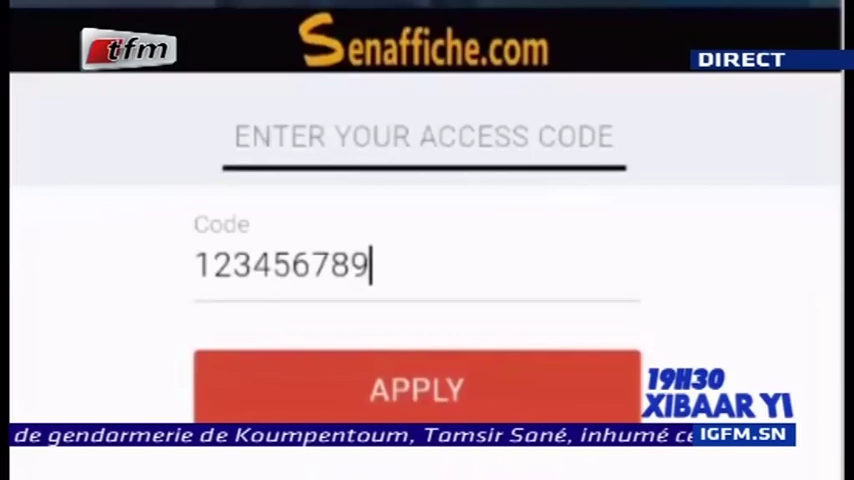 tfm
Senaffiche.com
DIRECT
ENTER YOUR ACCESS CODE
Code
123456789
APPLY
19H30
XIBAAR YI
de gendarmerie de Koumpentoum, Tamsir Sané, inhumé
IGFM.SN